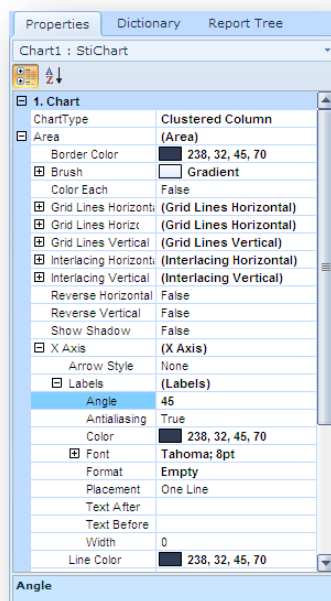 Properties Dictionary Report Tree
Chart1 : StiChart
1. Chart
ChartType Clustered Column
Area (Area)
Border Color 238, 32, 45, 70
Brush Gradient
Color Each False
Grid Lines Horizonta (Grid Lines Horizontal)
Grid Lines Horizc (Grid Lines Horizontal)
Grid Lines Vertical (Grid Lines Vertical)
Interlacing Horizonta (Interlacing Horizontal)
Interlacing Vertical (Interlacing Vertical)
Reverse Horizontal False
Reverse Vertical False
Show Shadow False
X Axis (X Axis)
Arrow Style None
Labels (Labels)
Angle 45
Antialiasing True
Color 238, 32, 45, 70
Font Tahoma; 8pt
Format Empty
Placement One Line
Text After
Text Before
Width 0
Line Color 238, 32, 45, 70
Angle